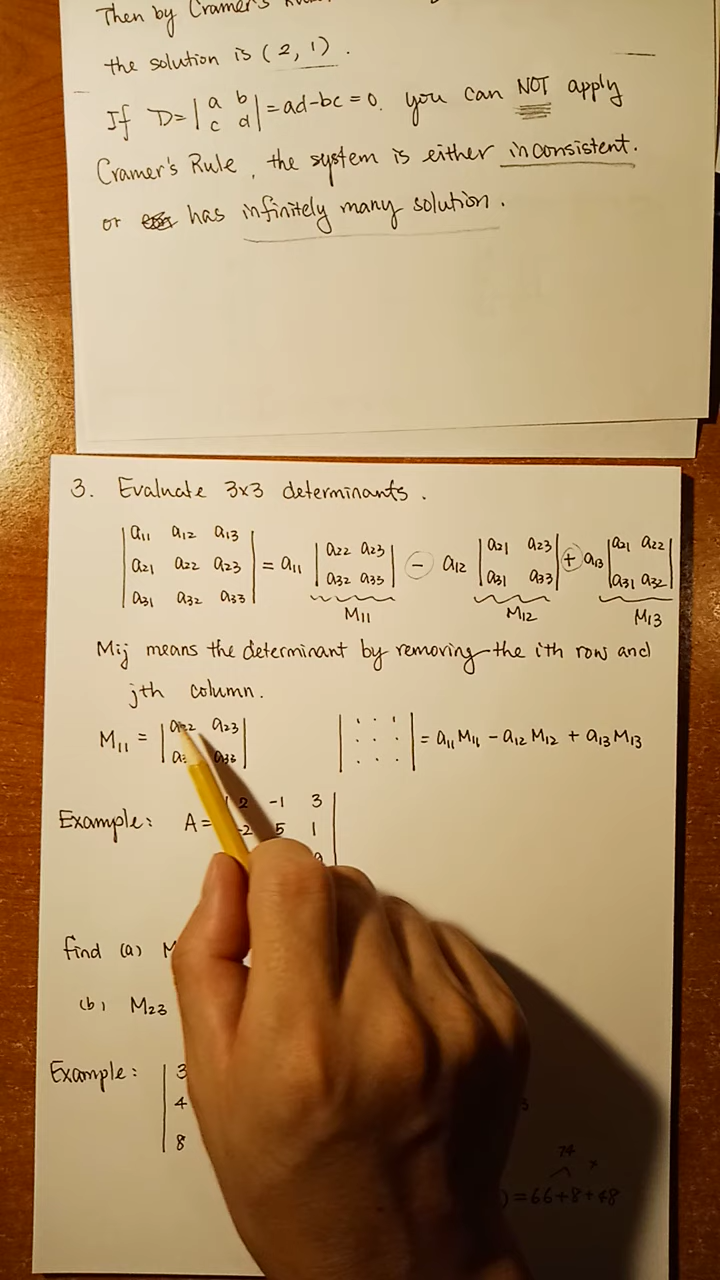 Then by Cramer's
the solution is (2, 1).
If D = | a b | = ad-bc = 0. you can NOT apply
| c d |
Cramer's Rule, the system is either inconsistent.
or has infinitely many solution.
3. Evaluate 3x3 determinants.
| a11 a12 a13 |
| a21 a22 a23 | = a11 | a22 a23 | - a12 | a21 a23 | + a13 | a21 a22 |
| a31 a32 a33 | | a32 a33 | | a31 a33 | | a31 a32 |
M11 M12 M13
Mij means the determinant by removing the ith row and
jth column.
M11 = | a22 a23 | | . . . | = a11 M11 - a12 M12 + a13 M13
a33 |
Example: A = | 2 -1 3 |
-2 5 1
find (a) M
(b) M23
Example: | 3
4
8
74
) = 66+8+48